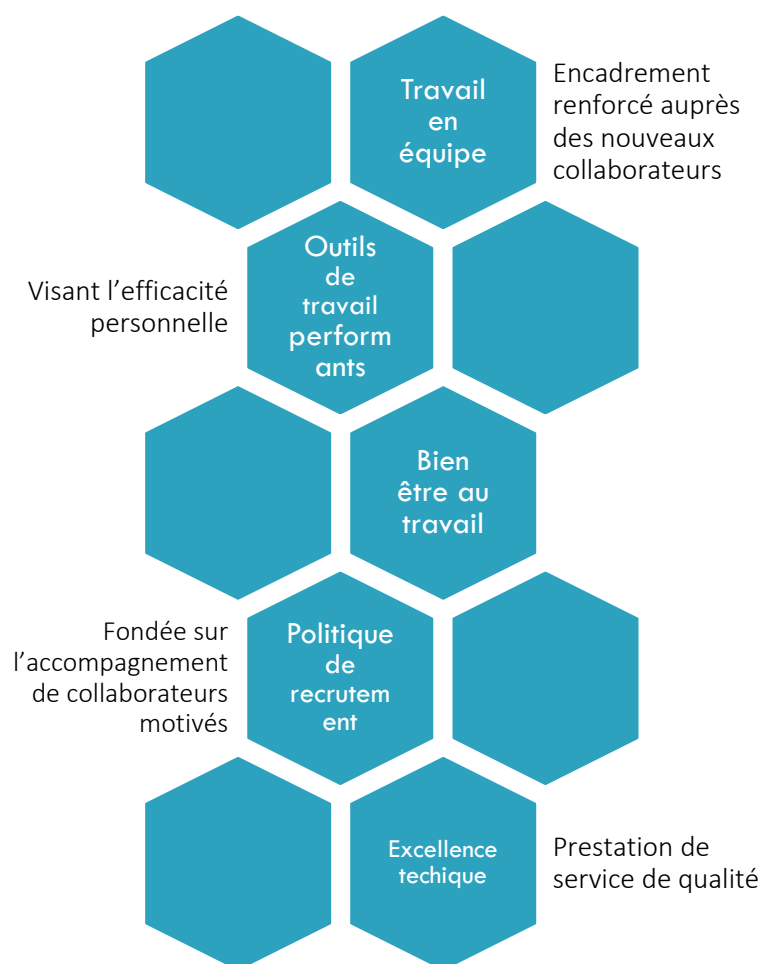 Travail
en
équipe
Encadrement
renforcé auprès
des nouveaux
collaborateurs
Outils
de
travail
perform
ants
Visant l’efficacité
personnelle
Bien
être au
travail
Politique
de
recrutem
ent
Fondée sur
l’accompagnement
de collaborateurs
motivés
Excellence
techique
Prestation de
service de qualité